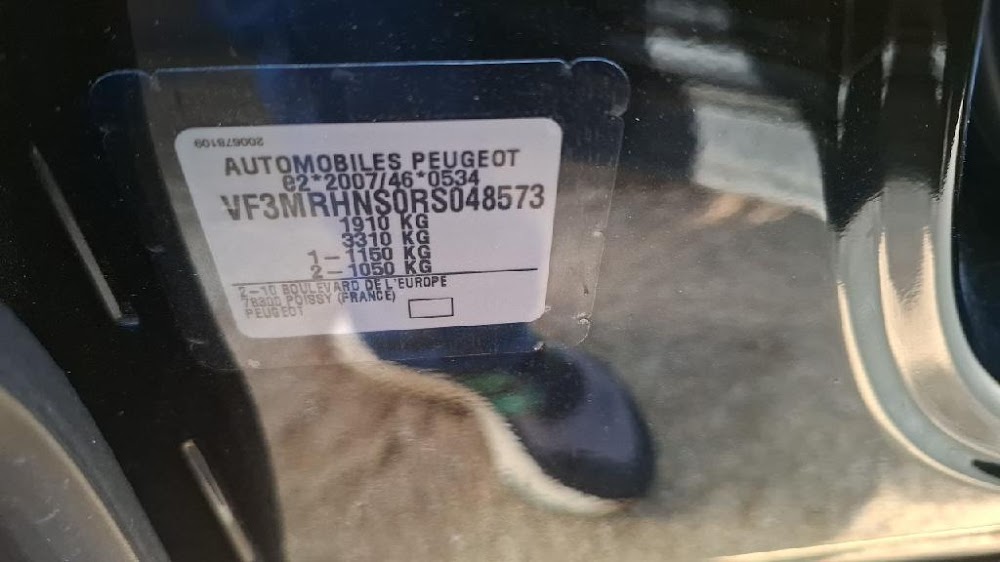 200678109
AUTOMOBILES PEUGEOT
e2*2007/46*0534
VF3MRHNS0RS048573
1910 KG
3310 KG
1-1150 KG
2-1050 KG
2-10 BOULEVARD DE L'EUROPE
78300 POISSY (FRANCE)
PEUGEOT